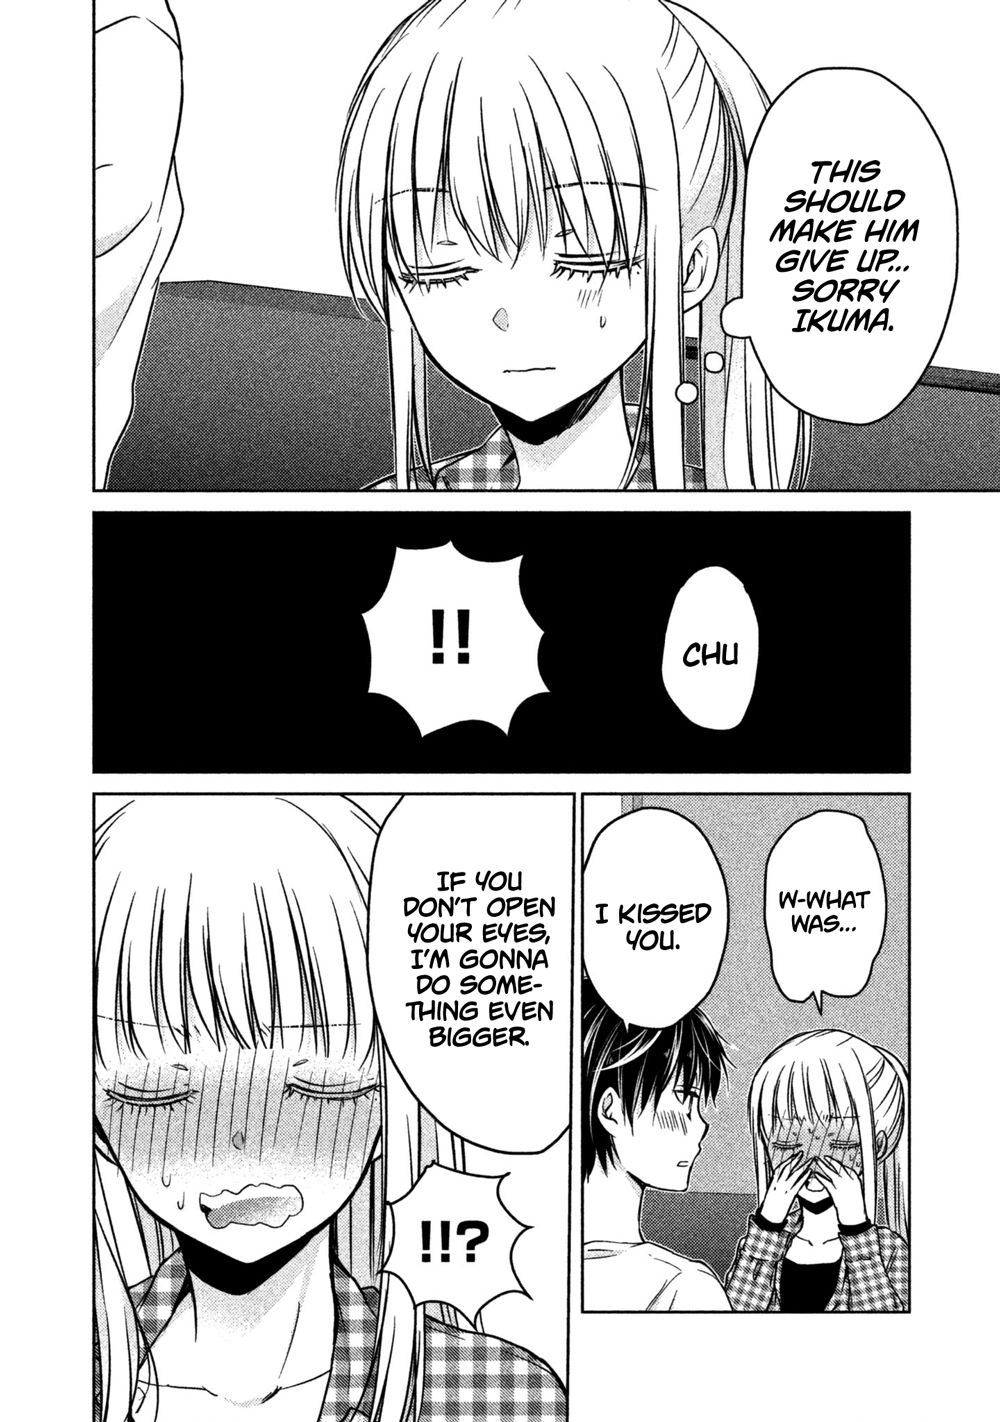 THIS
SHOULD
MAKE HIM
GIVE UP...
SORRY
IKUMA.
CHU
!!
W-WHAT
WAS...
I KISSED
YOU.
IF YOU
DON'T OPEN
YOUR EYES,
I'M GONNA
DO SOME-
THING EVEN
BIGGER.
!!?